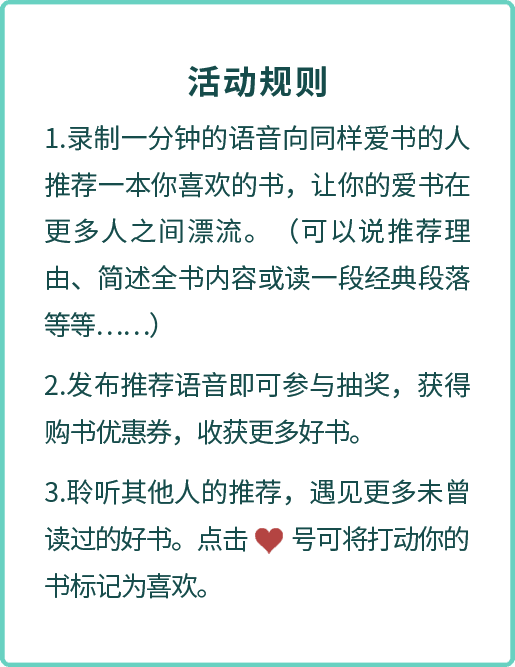 活动规则
1.录制一分钟的语音向同样爱书的人
推荐一本你喜欢的书，让你的爱书在
更多人之间漂流。（可以说推荐理
由、简述全书内容或读一段经典段落
等等……）
2.发布推荐语音即可参与抽奖，获得
购书优惠券，收获更多好书。
3.聆听其他人的推荐，遇见更多未曾
读过的好书。点击❤号可将打动你的
书标记为喜欢。